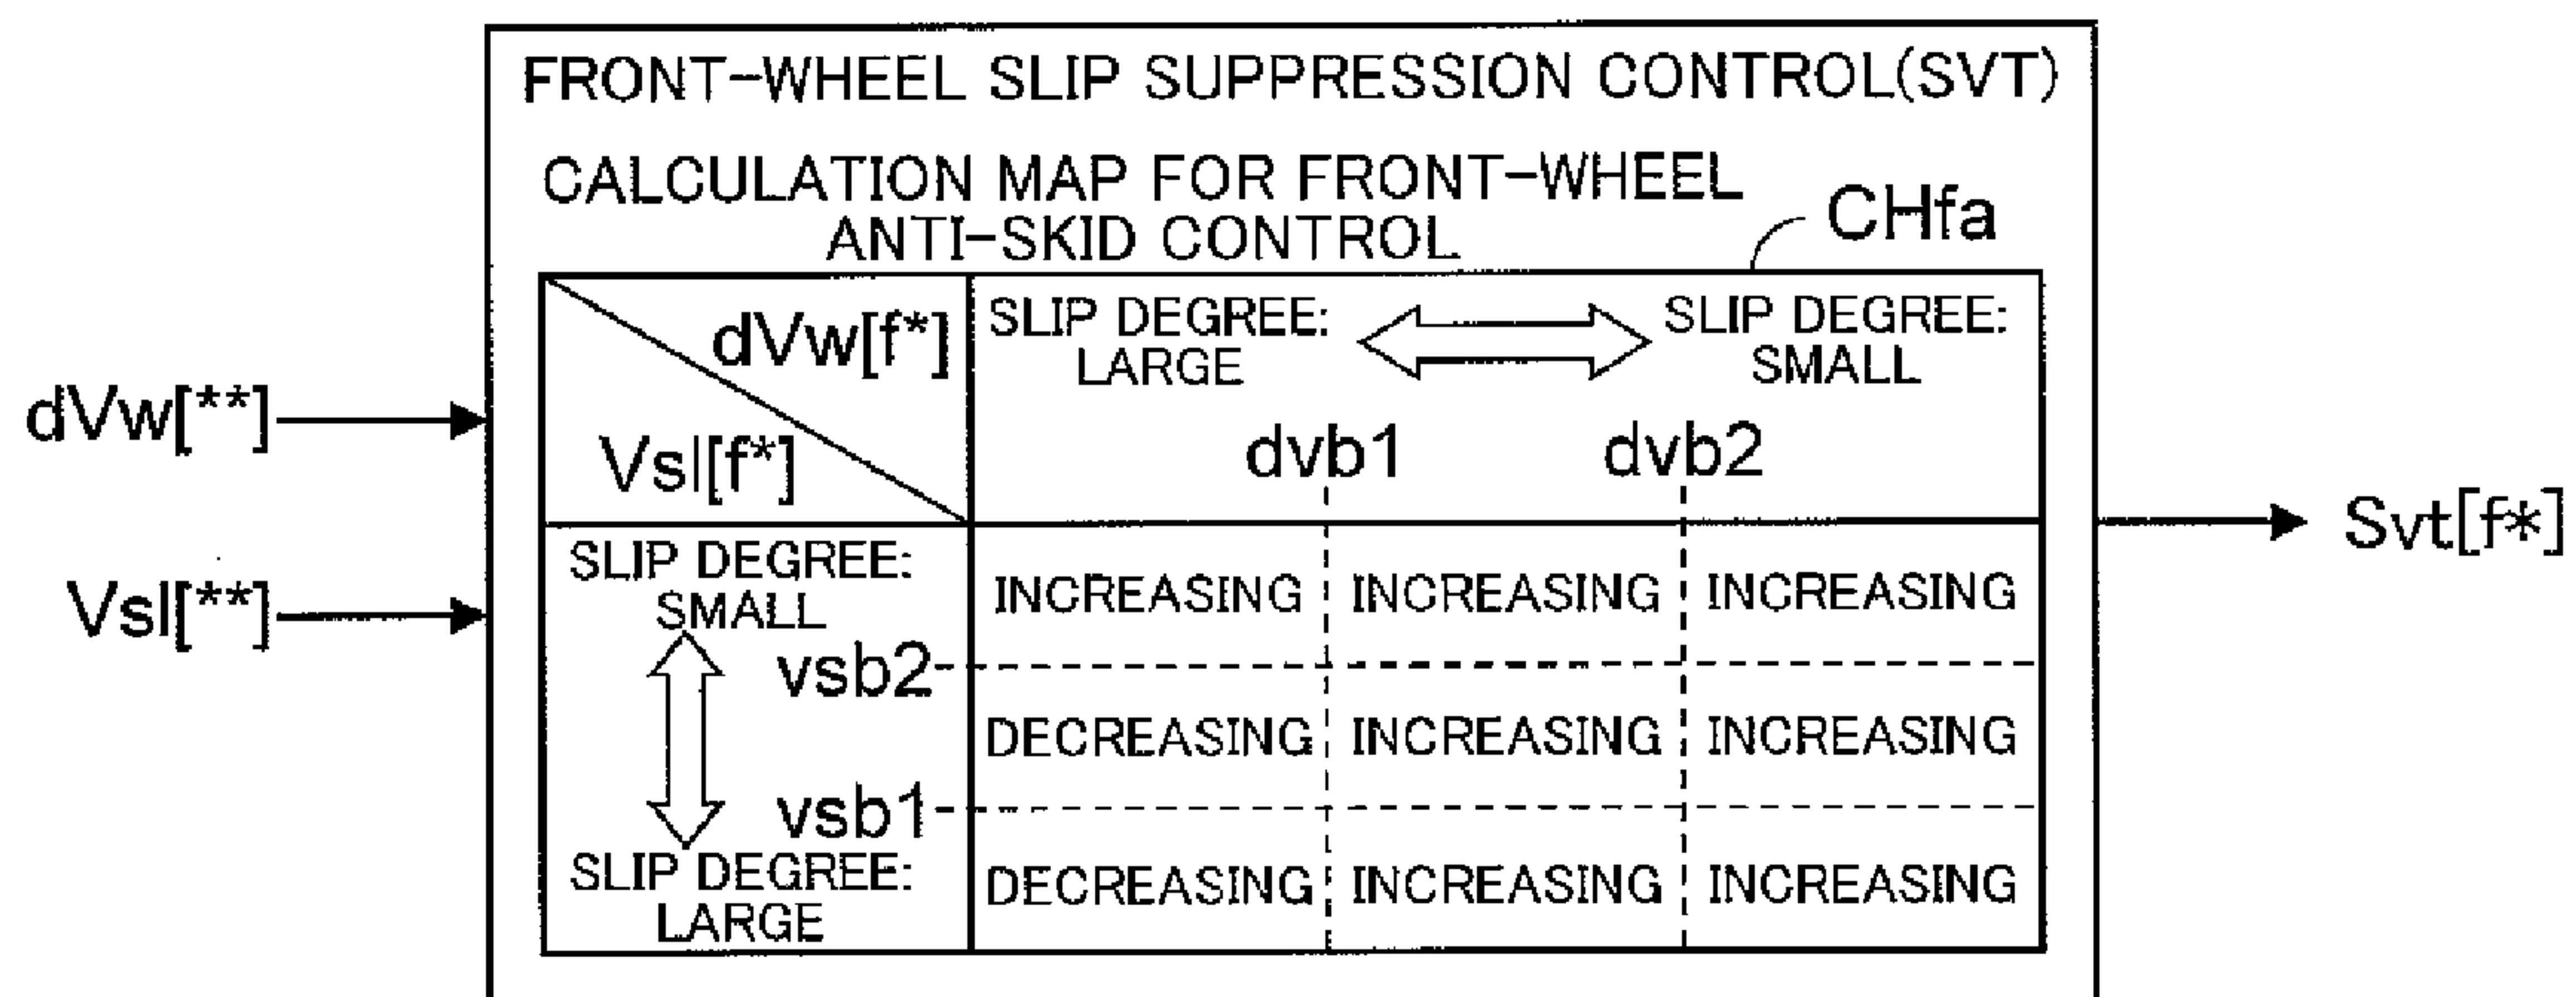 FRONT-WHEEL SLIP SUPPRESSION CONTROL(SVT)
CALCULATION MAP FOR FRONT-WHEEL
ANTI-SKID CONTROL
CHfa
dVw[**]
Vsl[**]
dVw[f*]
Vsl[f*]
SLIP DEGREE:
LARGE
SLIP DEGREE:
SMALL
dvb1
dvb2
SLIP DEGREE:
SMALL
vsb2
vsb1
SLIP DEGREE:
LARGE
INCREASING INCREASING INCREASING
DECREASING INCREASING INCREASING
DECREASING INCREASING INCREASING
Svt[f*]